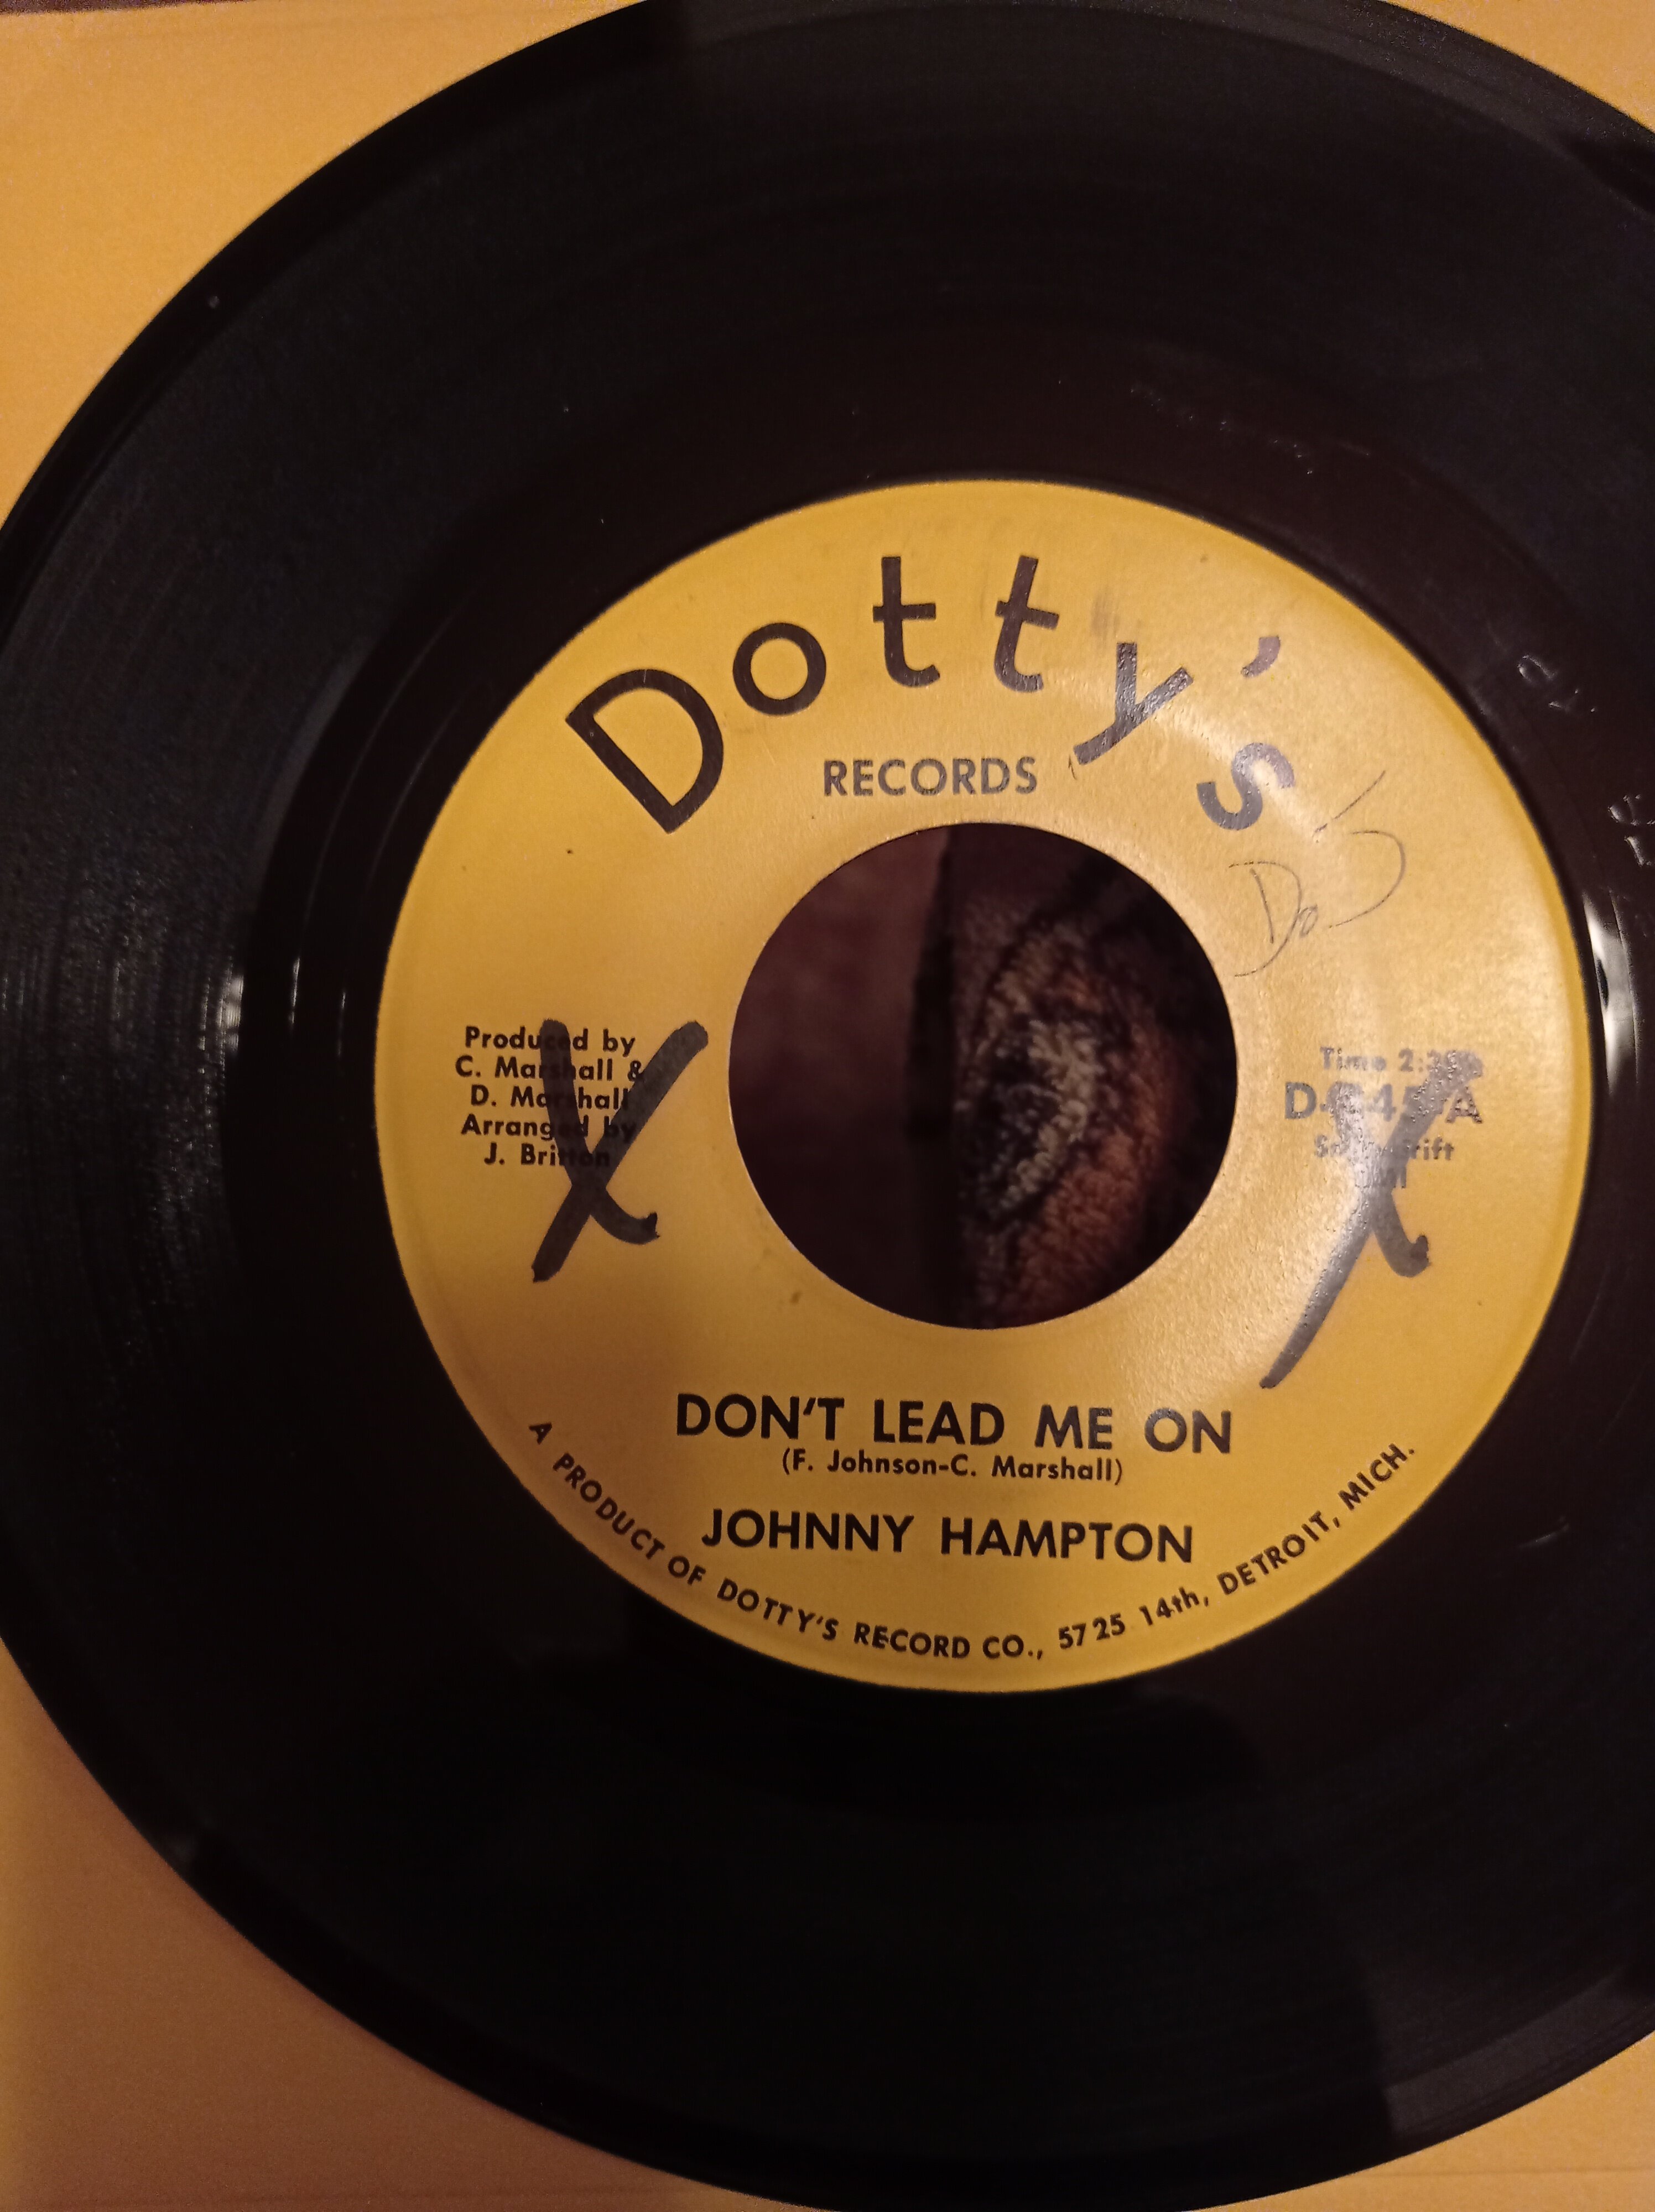 Dotty's
RECORDS
Produced by
C. Marshall &
D. Marshall
Arranged by
J. Britton
Time
X
X
DON'T LEAD ME ON
(F. Johnson-C. Marshall)
JOHNNY HAMPTON
A PRODUCT OF DOTTY'S RECORD CO., 5725 14th, DETROIT, MICH.